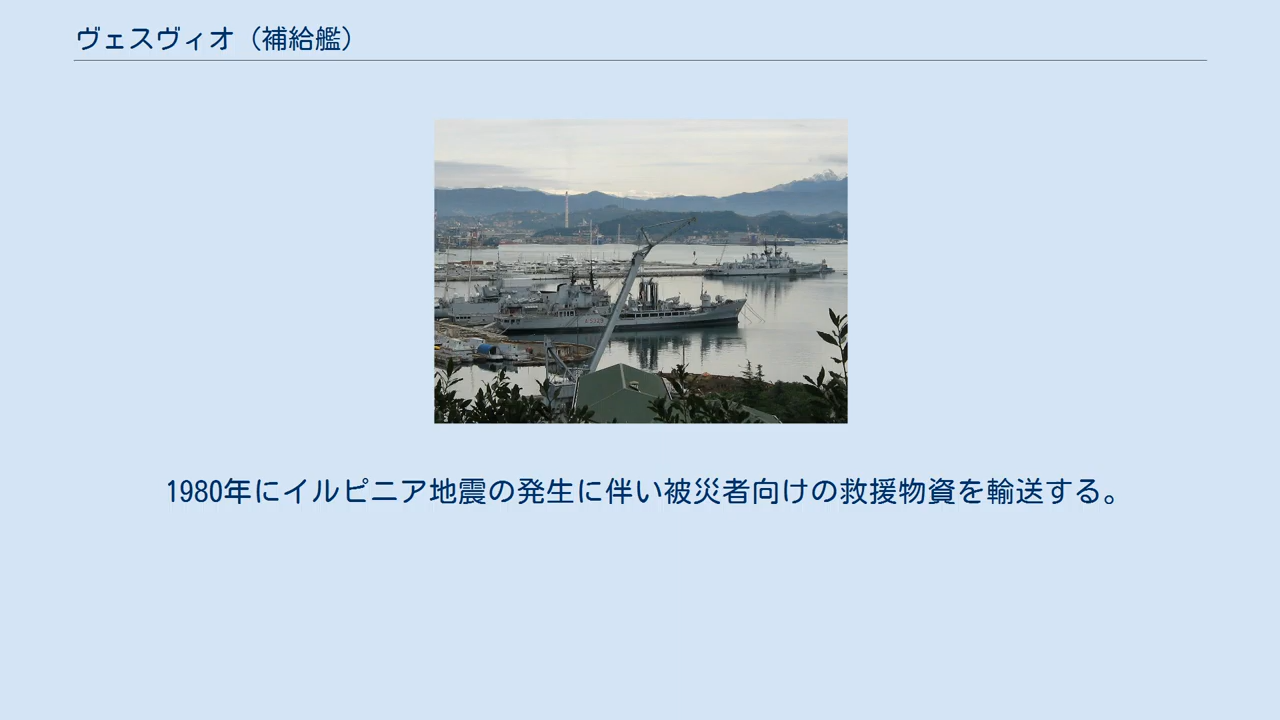 ヴェスヴィオ（補給艦）
1980年にイルピニア地震の発生に伴い被災者向けの救援物資を輸送する。